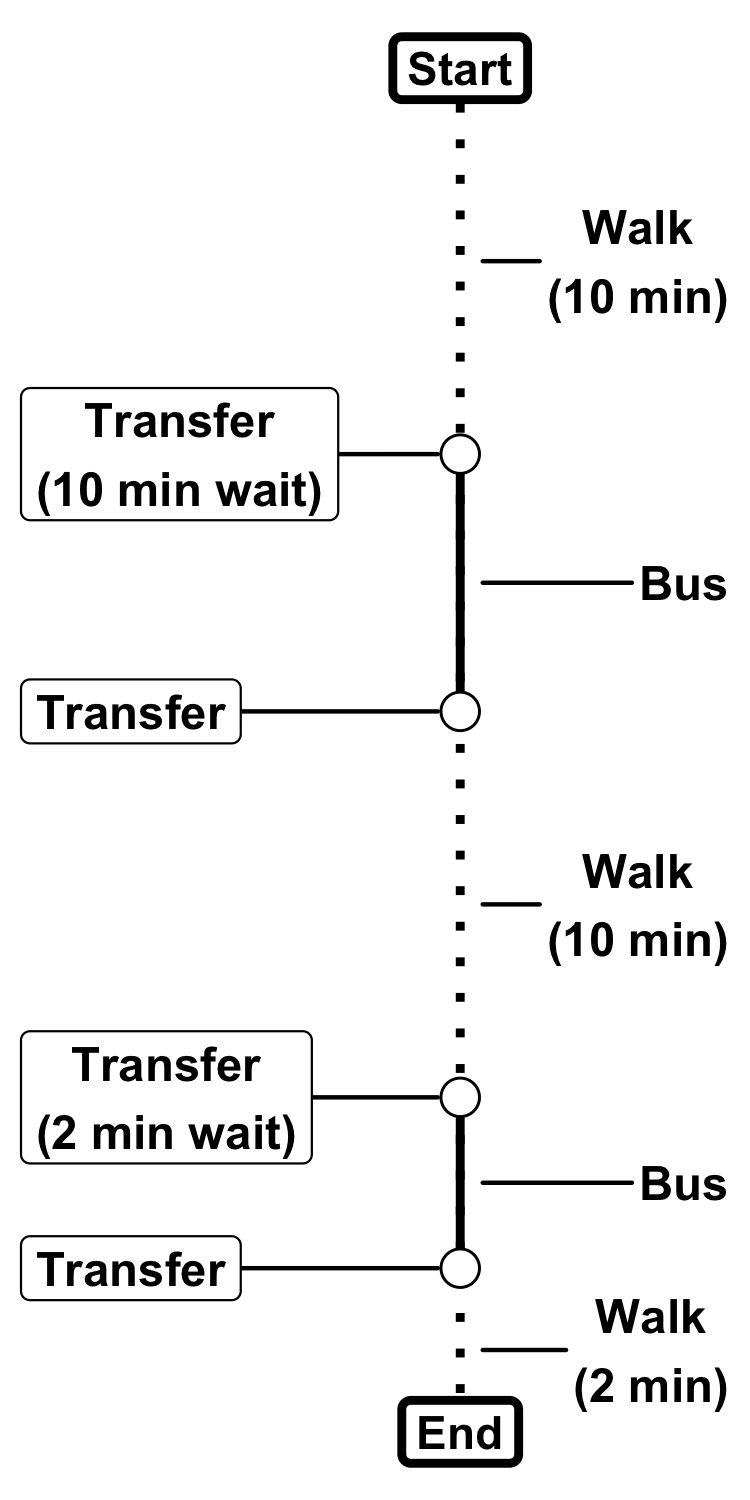 Start
Walk
(10 min)
Transfer
(10 min wait)
Bus
Transfer
Walk
(10 min)
Transfer
(2 min wait)
Bus
Transfer
Walk
(2 min)
End